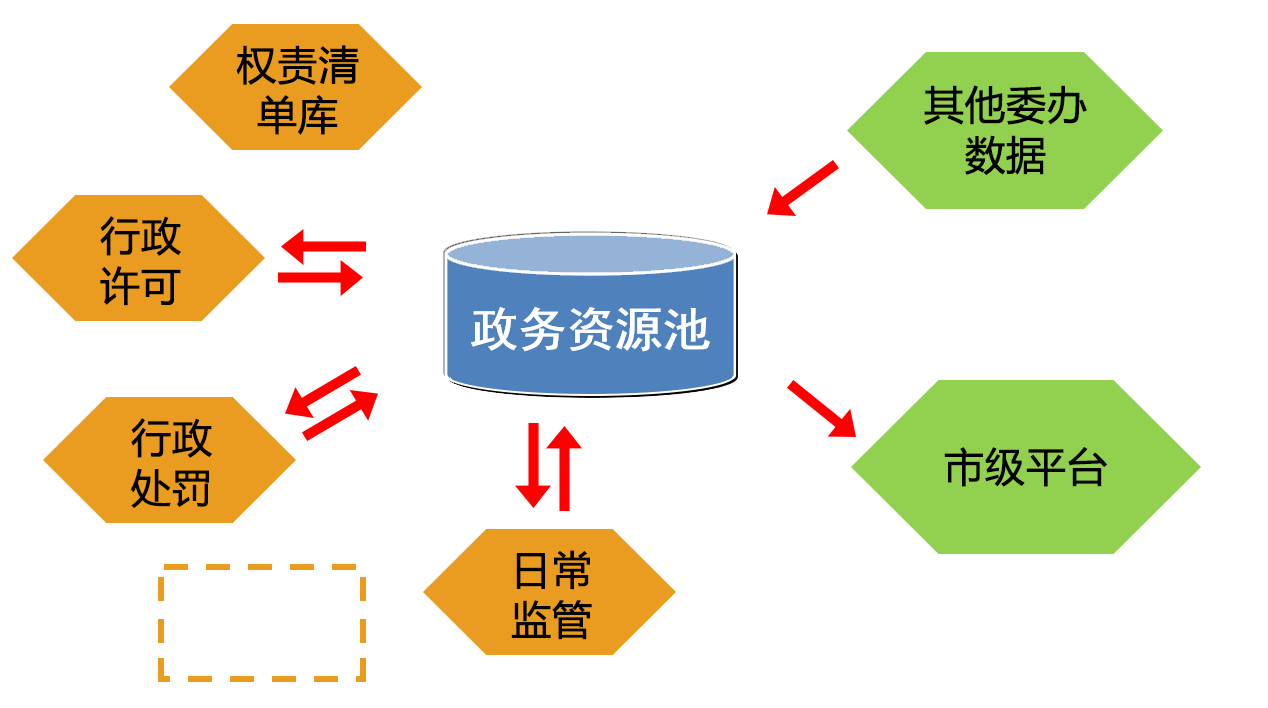 权责清
单库
其他委办
数据
行政
许可
政务资源池
行政
处罚
市级平台
日常
监管